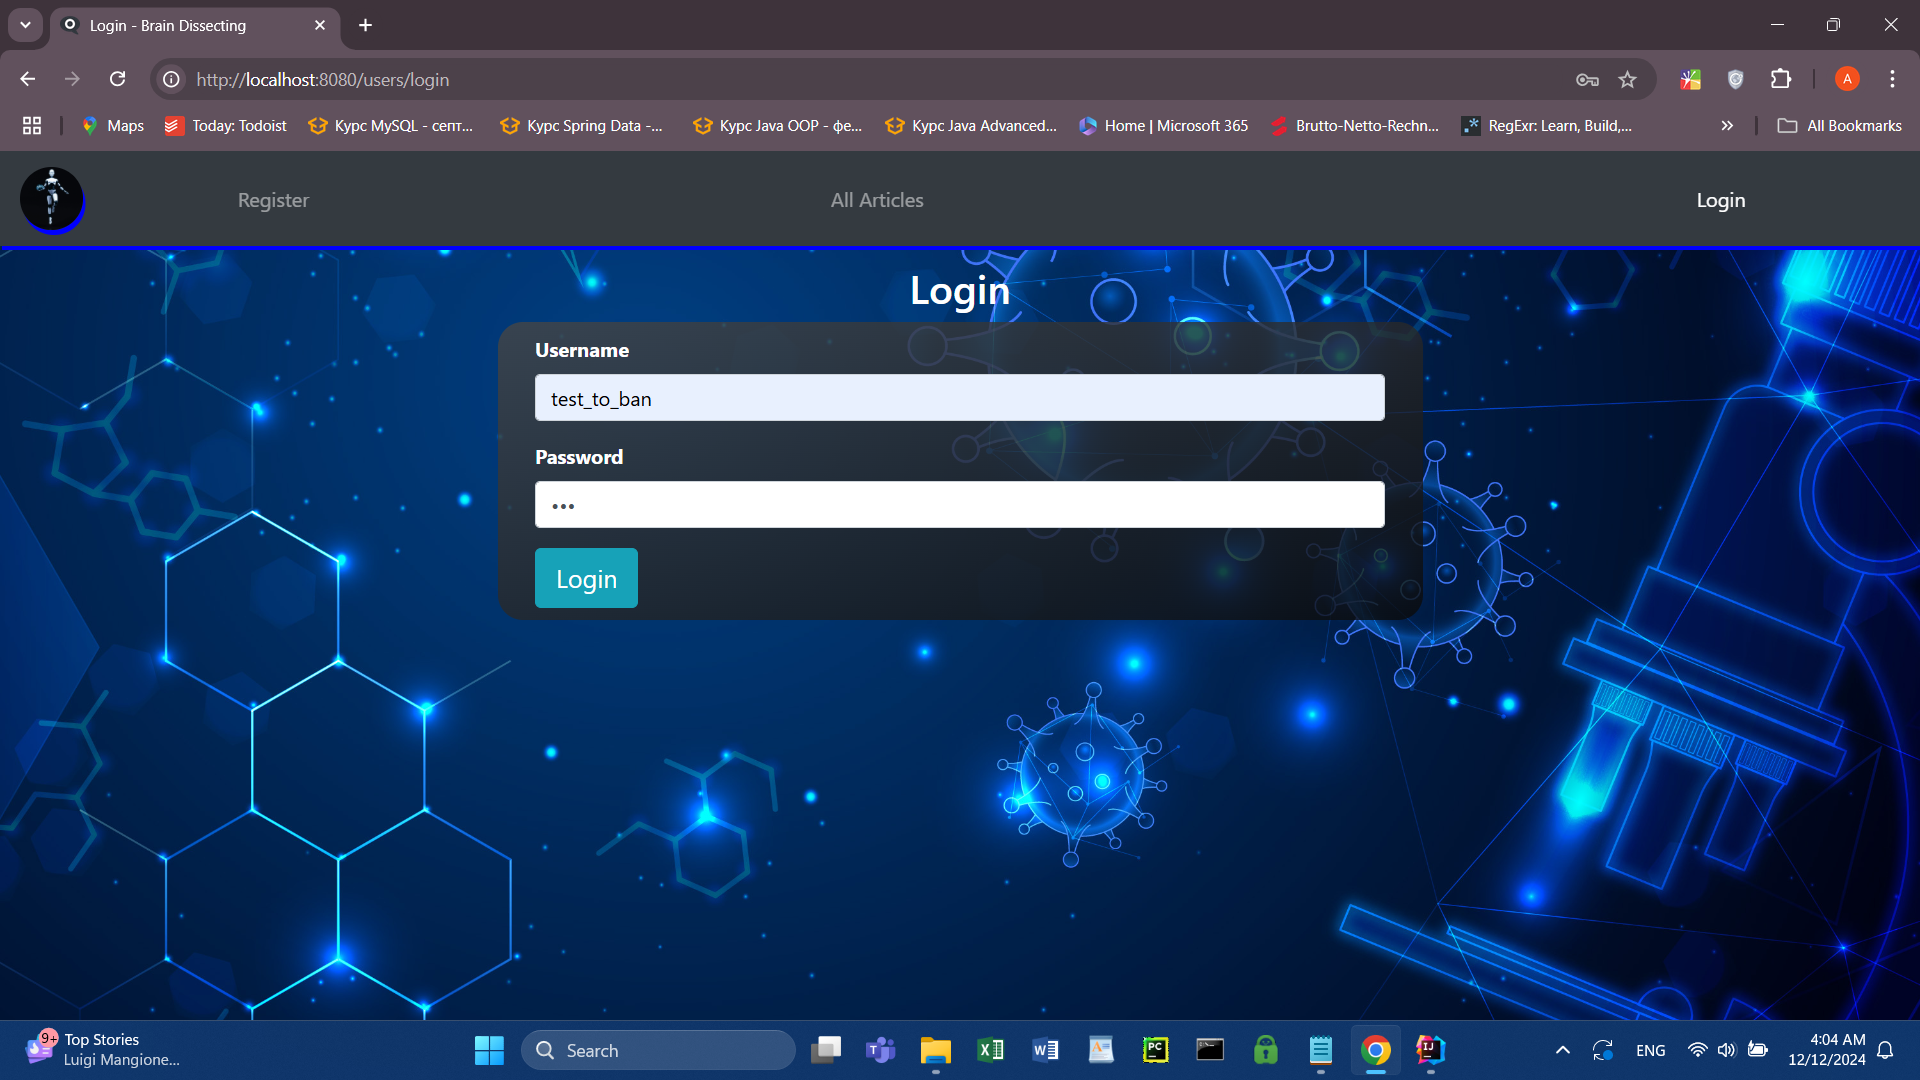 Login - Brain Dissecting
http://localhost:8080/users/login
A
Maps
Today: Todoist
Курс MySQL - септ...
Курс Spring Data -...
Курс Java OOP - фе...
Курс Java Advanced...
Home | Microsoft 365
Brutto-Netto-Rechn...
RegExr: Learn, Build,...
All Bookmarks
Register
All Articles
Login
Login
Username
test_to_ban
Password
•••
Login
9+
Top Stories
Luigi Mangione...
Search
ENG
4:04 AM
12/12/2024